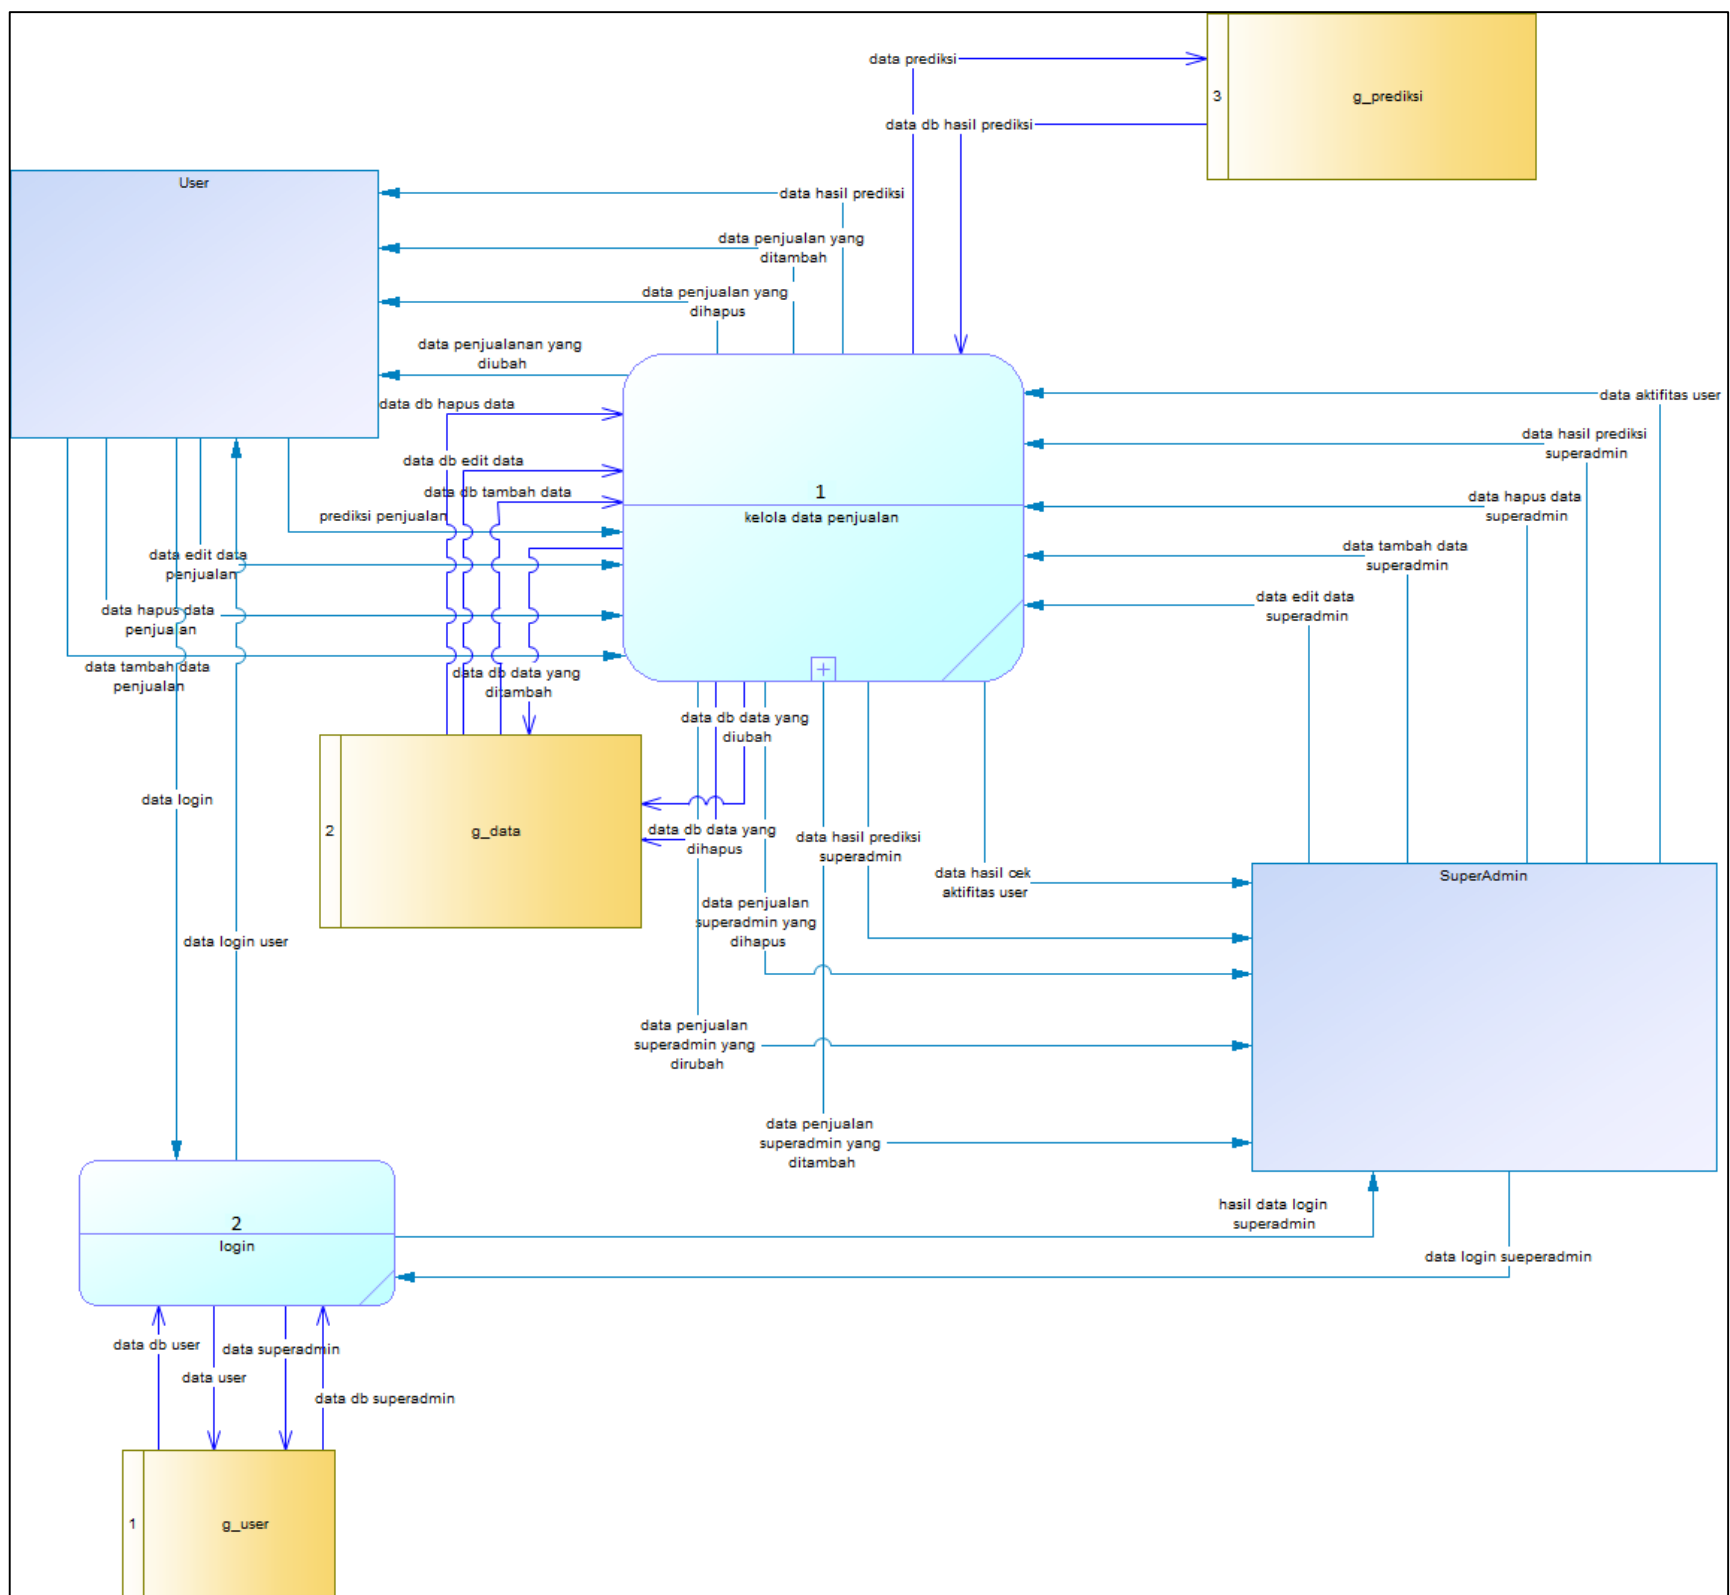 data prediksi
3
g_prediksi
data db hasil prediksi
User
data hasil prediksi
data penjualan yang
ditambah
data penjualan yang
dihapus
data penjualanan yang
diubah
data db hapus data
data aktifitas user
data hasil prediksi
superadmin
data db edit data
data db tambah data
1
kelola data penjualan
data hapus data
superadmin
prediksi penjualan
data tambah data
superadmin
data edit data
penjualan
data edit data
superadmin
data hapus data
penjualan
data tambah data
penjualan
data db data yang
ditambah
data db data yang
diubah
data login
2
g_data
data db data yang
dihapus
data hasil prediksi
superadmin
data hasil cek
aktifitas user
SuperAdmin
data penjualan
superadmin yang
dihapus
data login user
data penjualan
superadmin yang
dirubah
data penjualan
superadmin yang
ditambah
hasil data login
superadmin
2
login
data login sueperadmin
data db user
data superadmin
data user
data db superadmin
1
g_user